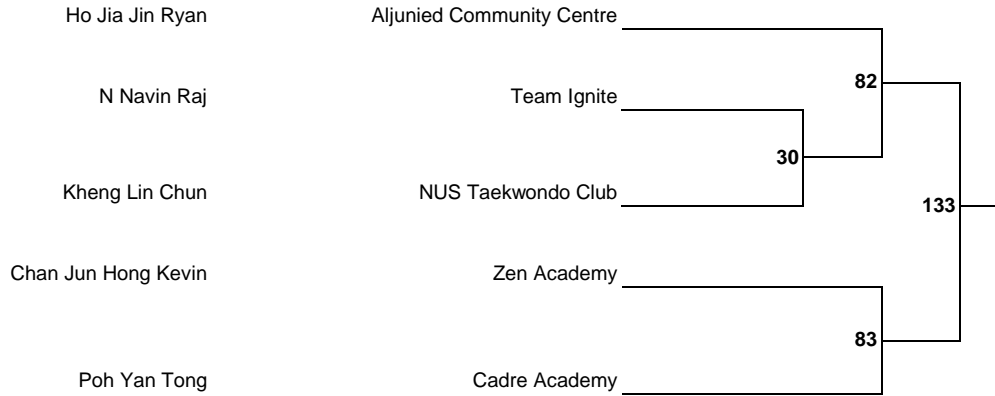 Ho Jia Jin Ryan Aljunied Community Centre
82
N Navin Raj Team Ignite
30
Kheng Lin Chun NUS Taekwondo Club
133
Chan Jun Hong Kevin Zen Academy
83
Poh Yan Tong Cadre Academy